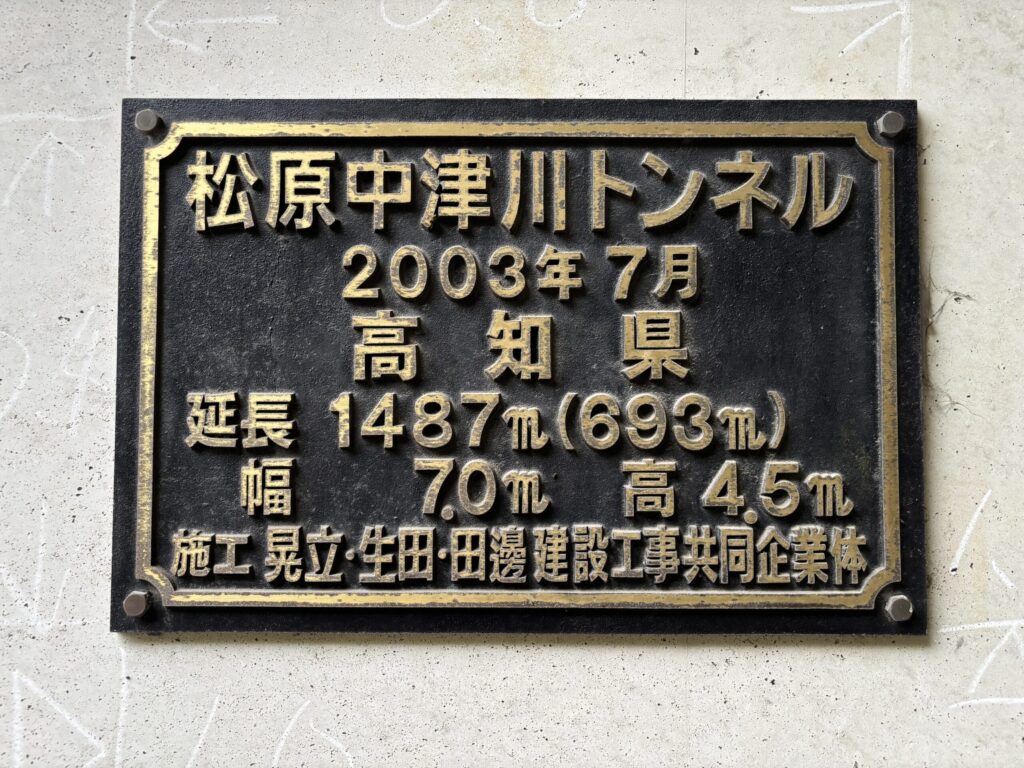 松原中津川トンネル
2003年 7月
高知県
延長 1487m(693m)
幅 7.0m 高 4.5m
施工 晃立・生田・田邊建設工事共同企業体